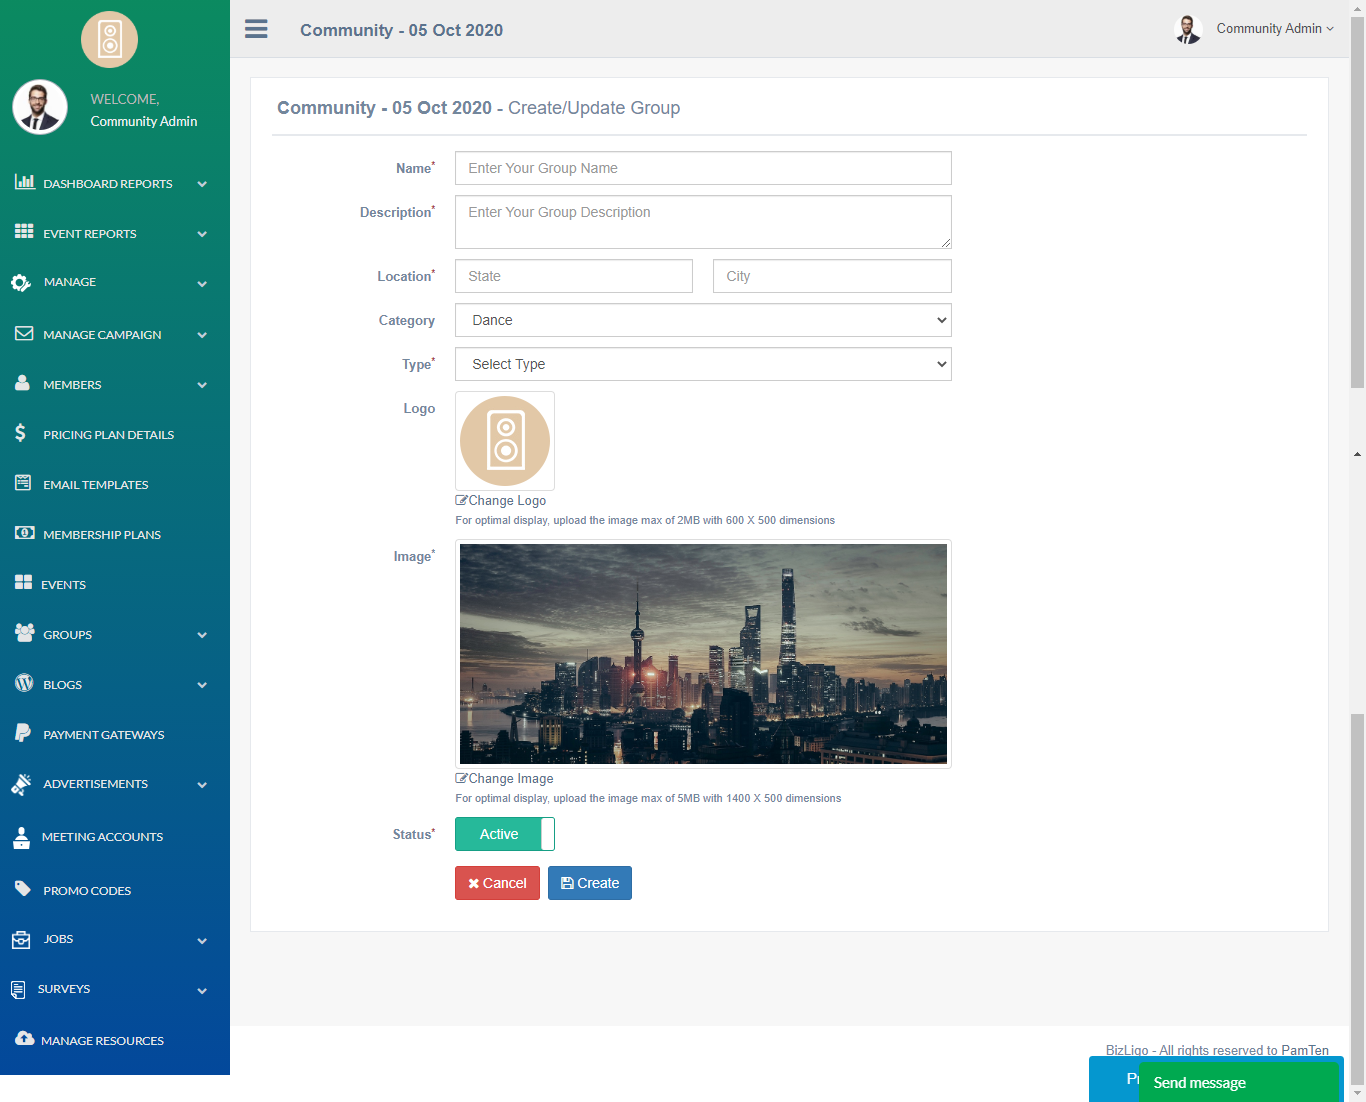 WELCOME,
Community Admin
DASHBOARD REPORTS
EVENT REPORTS
MANAGE
MANAGE CAMPAIGN
MEMBERS
PRICING PLAN DETAILS
EMAIL TEMPLATES
MEMBERSHIP PLANS
EVENTS
GROUPS
BLOGS
PAYMENT GATEWAYS
ADVERTISEMENTS
MEETING ACCOUNTS
PROMO CODES
JOBS
SURVEYS
MANAGE RESOURCES
Community - 05 Oct 2020
Community Admin
Community - 05 Oct 2020 - Create/Update Group
Name* Enter Your Group Name
Description* Enter Your Group Description
Location* State City
Category Dance
Type* Select Type
Logo
Change Logo
For optimal display, upload the image max of 2MB with 600 X 500 dimensions
Image*
Change Image
For optimal display, upload the image max of 5MB with 1400 X 500 dimensions
Status* Active
Cancel Create
BizLigo - All rights reserved to PamTen
Send message